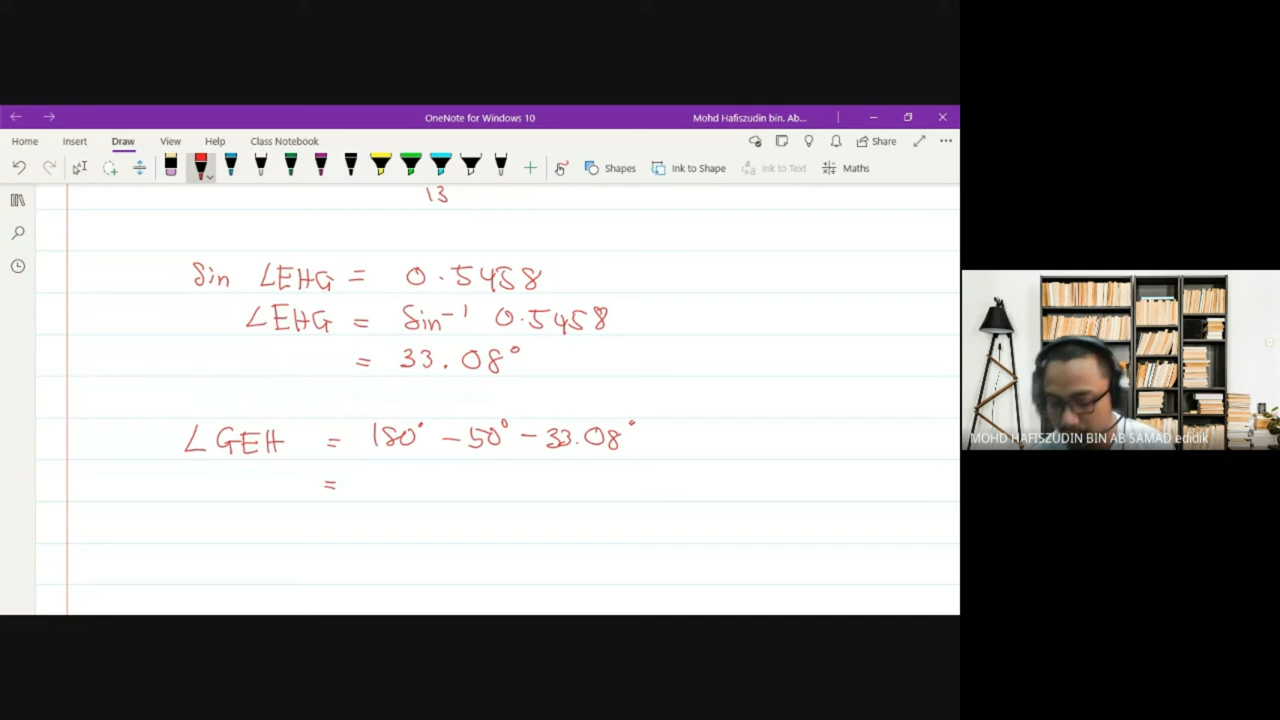 OneNote for Windows 10
Mohd Hafiszudin bin. Ab...
Home Insert Draw View Help Class Notebook
Share
Shapes Ink to Shape Ink to Text Maths
13
Sin ∠EHG = 0.5458
∠EHG = Sin⁻¹ 0.5458
= 33.08°
∠GEH = 180° - 50° - 33.08°
=
MOHD HAFISZUDIN BIN AB SAMAD edidik